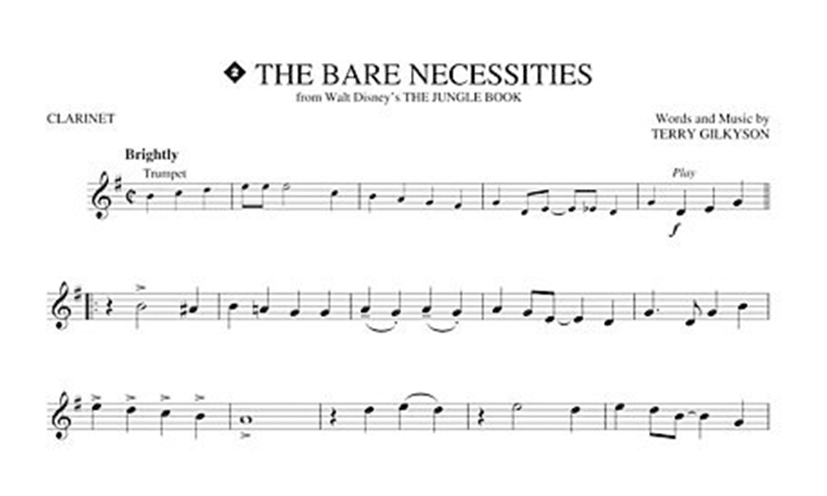 2 THE BARE NECESSITIES
from Walt Disney's THE JUNGLE BOOK
CLARINET
Words and Music by
TERRY GILKYSON
Brightly
Trumpet
Play
f